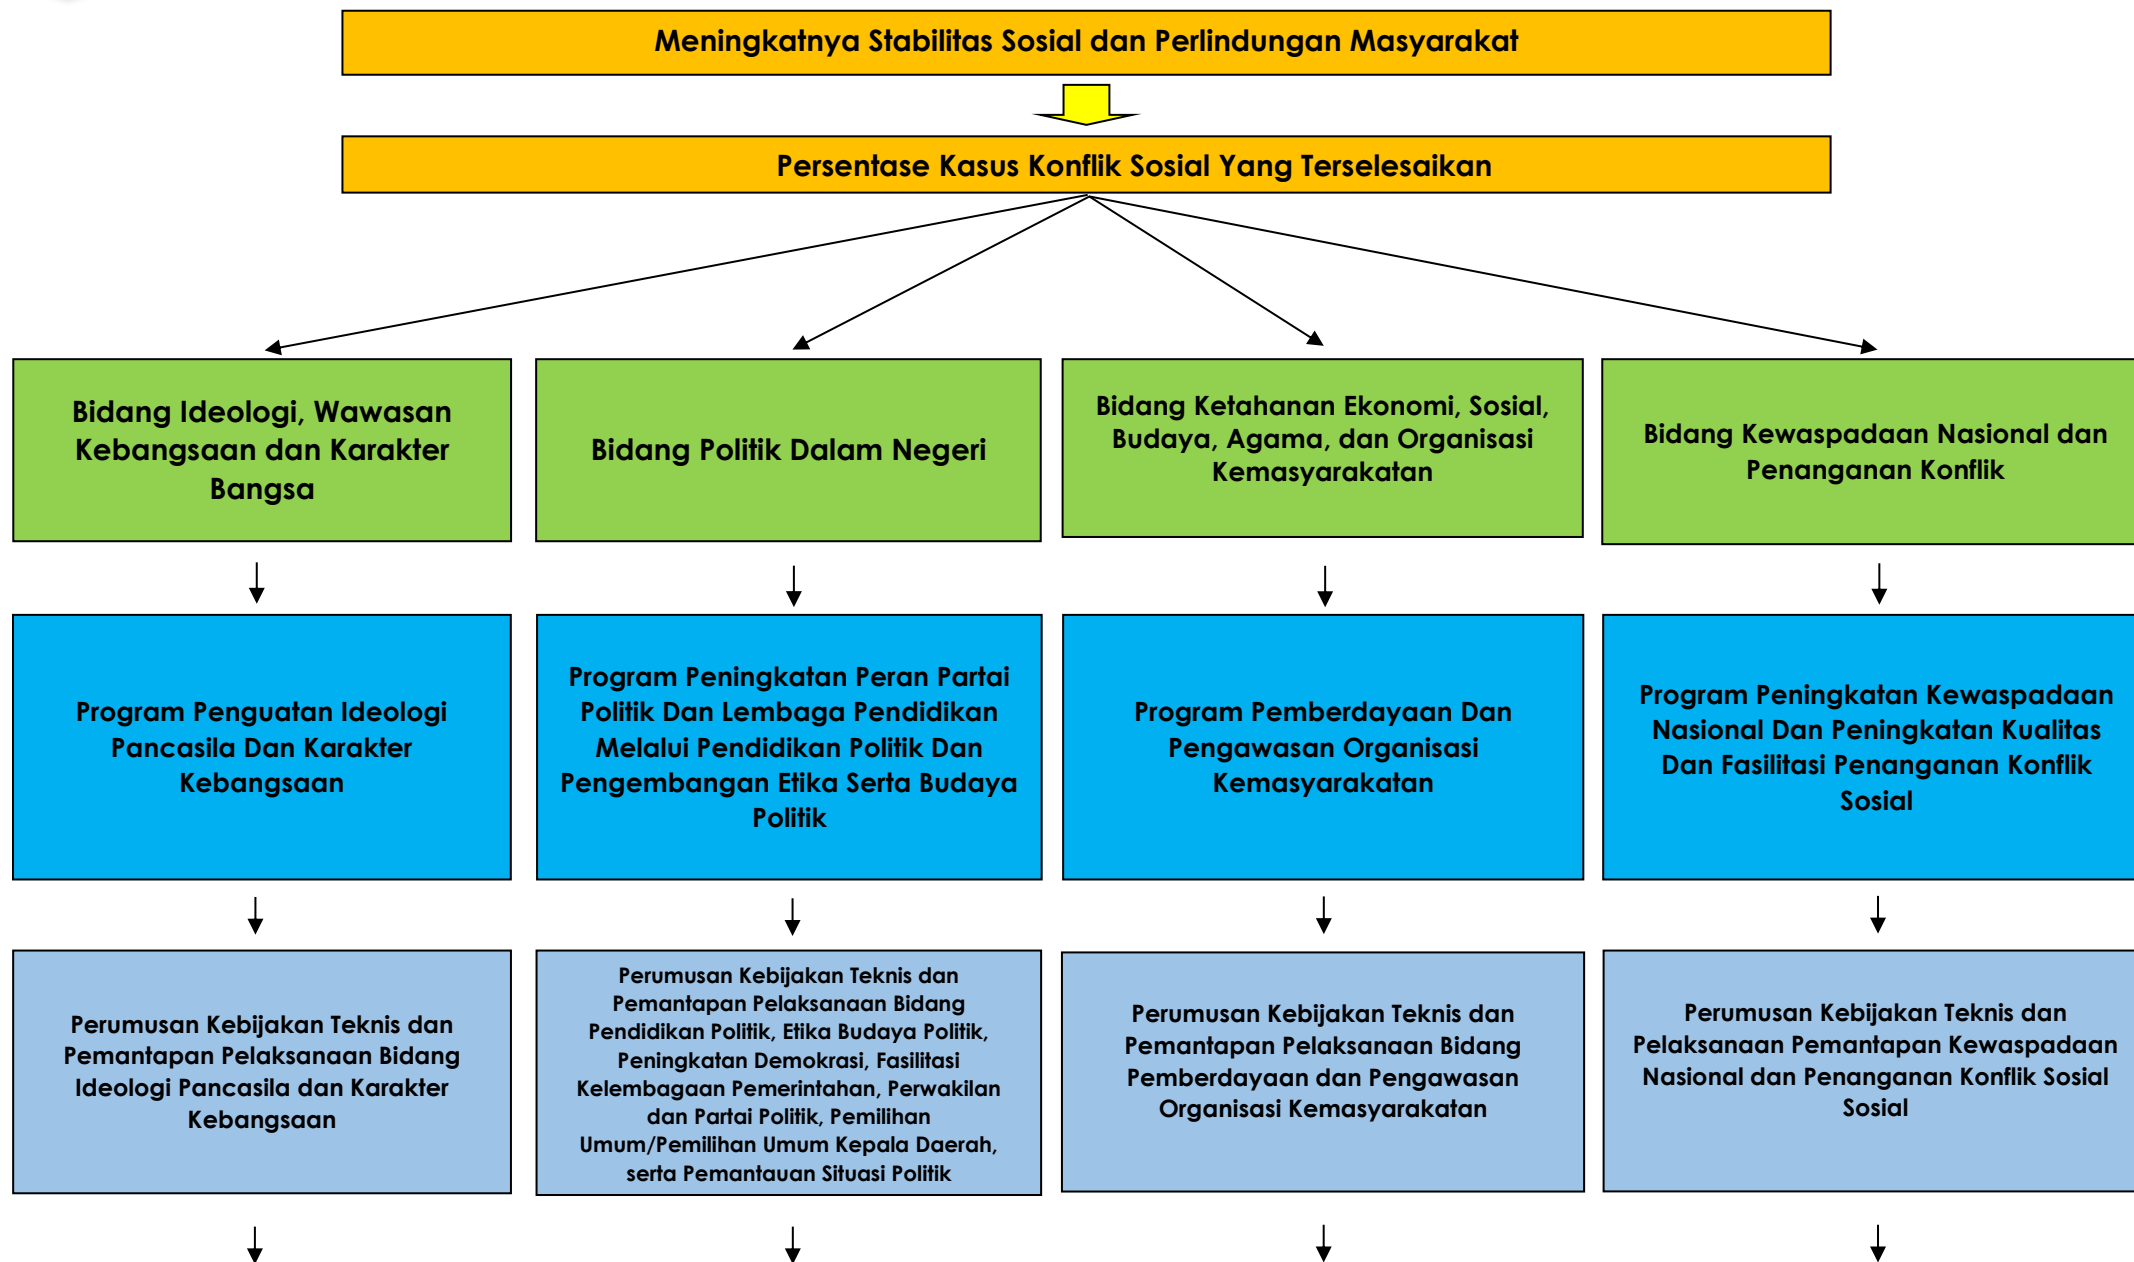 Meningkatnya Stabilitas Sosial dan Perlindungan Masyarakat
Persentase Kasus Konflik Sosial Yang Terselesaikan
Bidang Ideologi, Wawasan
Kebangsaan dan Karakter
Bangsa
Bidang Politik Dalam Negeri
Bidang Ketahanan Ekonomi, Sosial,
Budaya, Agama, dan Organisasi
Kemasyarakatan
Bidang Kewaspadaan Nasional dan
Penanganan Konflik
Program Penguatan Ideologi
Pancasila Dan Karakter
Kebangsaan
Program Peningkatan Peran Partai
Politik Dan Lembaga Pendidikan
Melalui Pendidikan Politik Dan
Pengembangan Etika Serta Budaya
Politik
Program Pemberdayaan Dan
Pengawasan Organisasi
Kemasyarakatan
Program Peningkatan Kewaspadaan
Nasional Dan Peningkatan Kualitas
Dan Fasilitasi Penanganan Konflik
Sosial
Perumusan Kebijakan Teknis dan
Pemantapan Pelaksanaan Bidang
Ideologi Pancasila dan Karakter
Kebangsaan
Perumusan Kebijakan Teknis dan
Pemantapan Pelaksanaan Bidang
Pendidikan Politik, Etika Budaya Politik,
Peningkatan Demokrasi, Fasilitasi
Kelembagaan Pemerintahan, Perwakilan
dan Partai Politik, Pemilihan
Umum/Pemilihan Umum Kepala Daerah,
serta Pemantauan Situasi Politik
Perumusan Kebijakan Teknis dan
Pemantapan Pelaksanaan Bidang
Pemberdayaan dan Pengawasan
Organisasi Kemasyarakatan
Perumusan Kebijakan Teknis dan
Pelaksanaan Pemantapan Kewaspadaan
Nasional dan Penanganan Konflik Sosial
Sosial